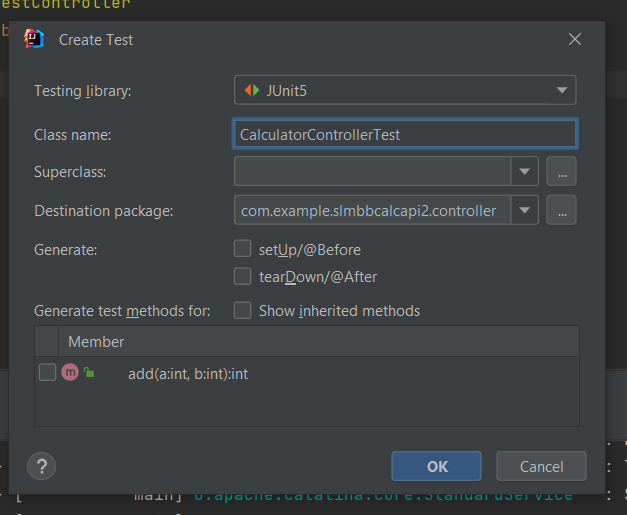 estController
Create Test
Testing library:
JUnit5
Class name:
CalculatorControllerTest
Superclass:
...
Destination package:
com.example.slmbbcalcapi2.controller
...
Generate:
setUp/@Before
tearDown/@After
Generate test methods for:
Show inherited methods
Member
m
add(a:int, b:int):int
?
OK
Cancel
[ main] o.apache.catalina.core.StandardService :